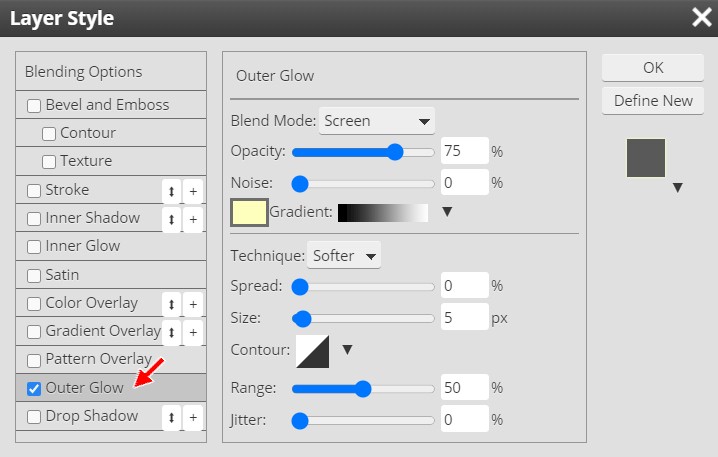 Layer Style
Blending Options
Bevel and Emboss
Contour
Texture
Stroke
Inner Shadow
Inner Glow
Satin
Color Overlay
Gradient Overlay
Pattern Overlay
Outer Glow
Drop Shadow
Outer Glow
Blend Mode: Screen
Opacity: 75 %
Noise: 0 %
Gradient:
Technique: Softer
Spread: 0 %
Size: 5 px
Contour:
Range: 50 %
Jitter: 0 %
OK
Define New